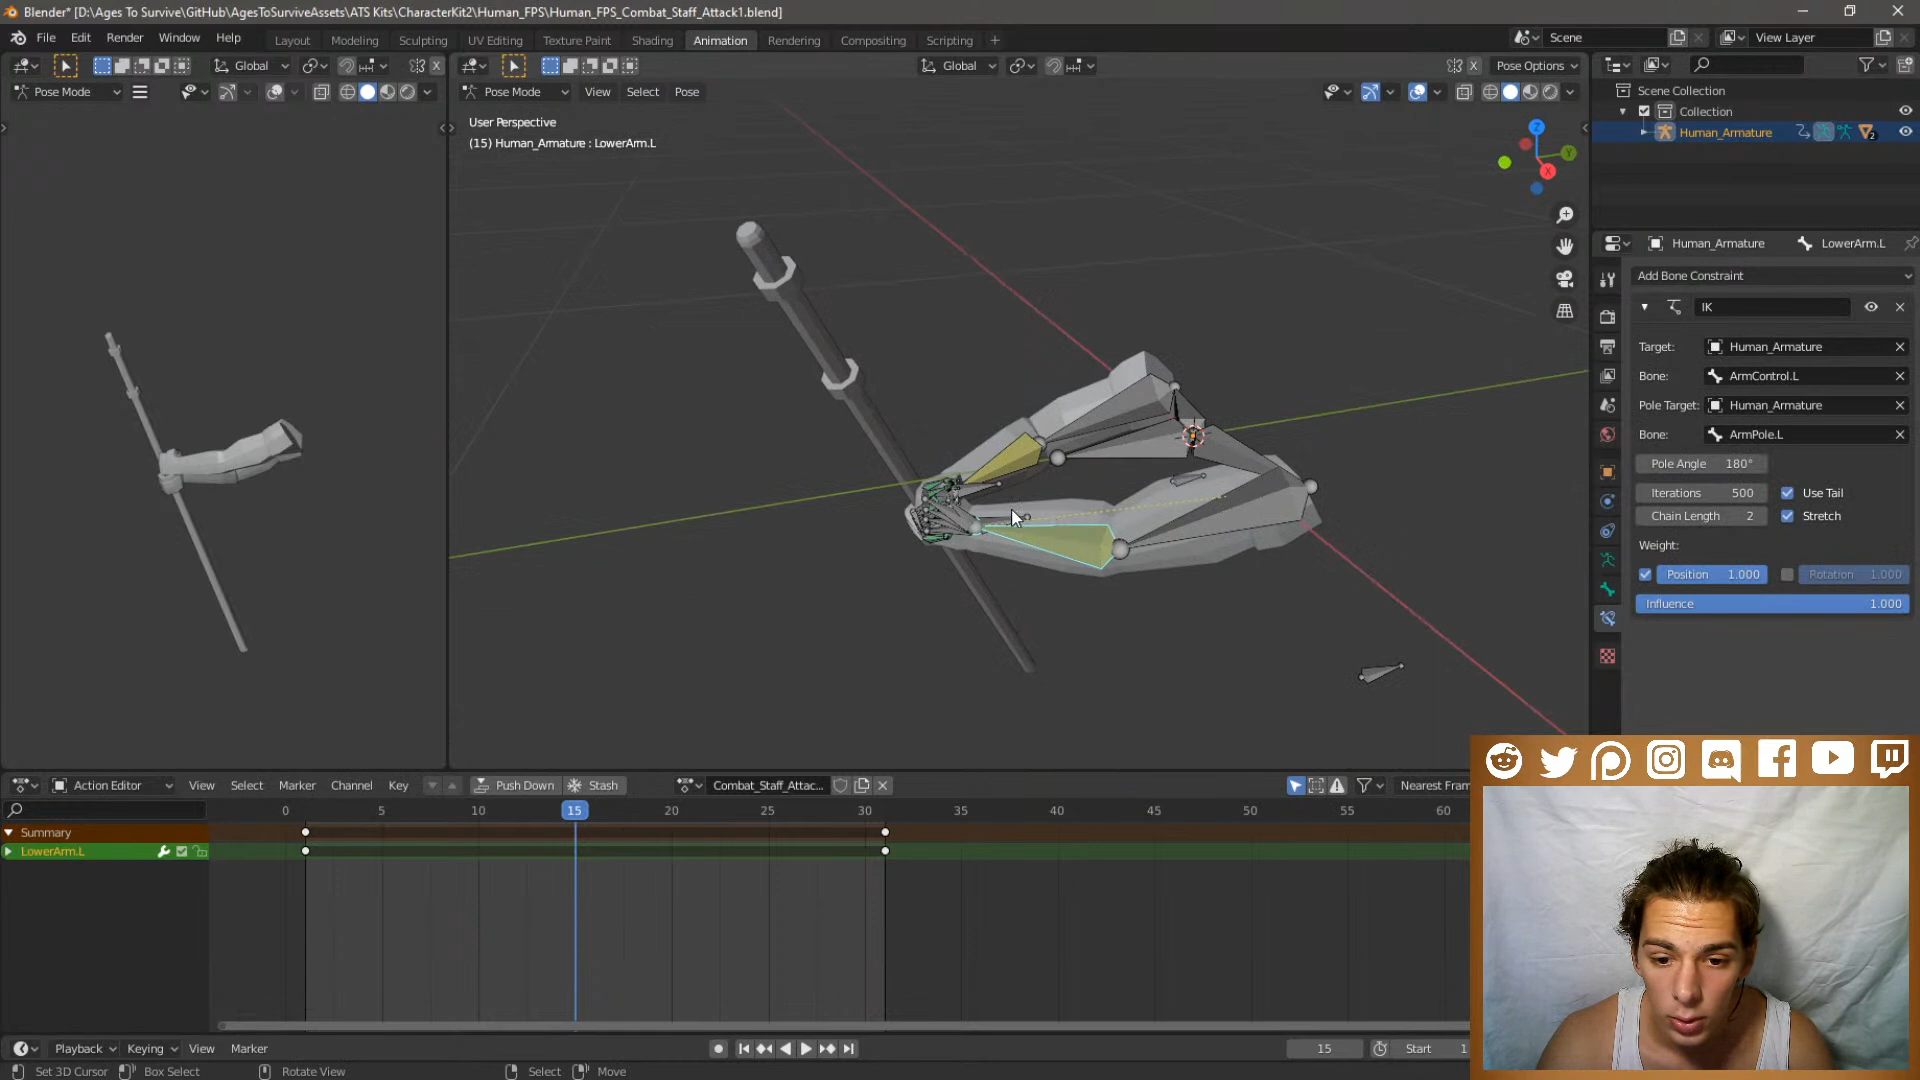 Blender* [D:\Ages To Survive\GitHub\AgesToSurviveAssets\ATS Kits\CharacterKit2\Human_FPS\Human_FPS_Combat_Staff_Attack1.blend]
File Edit Render Window Help Layout Modeling Sculpting UV Editing Texture Paint Shading Animation Rendering Compositing Scripting + Scene View Layer
Global Global Pose Options
Pose Mode Pose Mode View Select Pose
Scene Collection
Collection
Human_Armature 2
User Perspective
(15) Human_Armature : LowerArm.L
Z
Y
X
Human_Armature LowerArm.L
Add Bone Constraint
IK
Target: Human_Armature
Bone: ArmControl.L
Pole Target: Human_Armature
Bone: ArmPole.L
Pole Angle 180°
Iterations 500 Use Tail
Chain Length 2 Stretch
Weight:
Position 1.000 Rotation 1.000
Influence 1.000
Action Editor View Select Marker Channel Key Push Down Stash Combat_Staff_Attac... Nearest Fram
0 5 10 15 20 25 30 35 40 45 50 55 60
Summary
LowerArm.L
Playback Keying View Marker 15 Start 1
Set 3D Cursor Box Select Rotate View Select Move